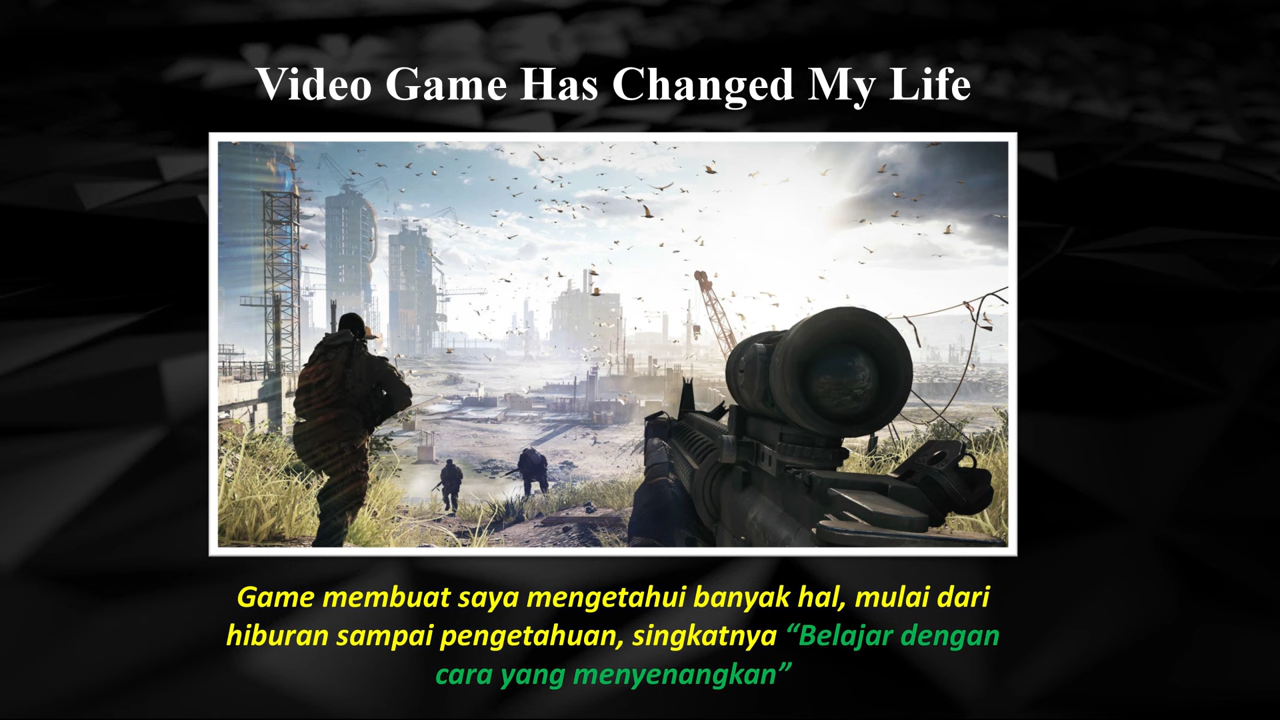 Video Game Has Changed My Life
Game membuat saya mengetahui banyak hal, mulai dari
hiburan sampai pengetahuan, singkatnya “Belajar dengan
cara yang menyenangkan”